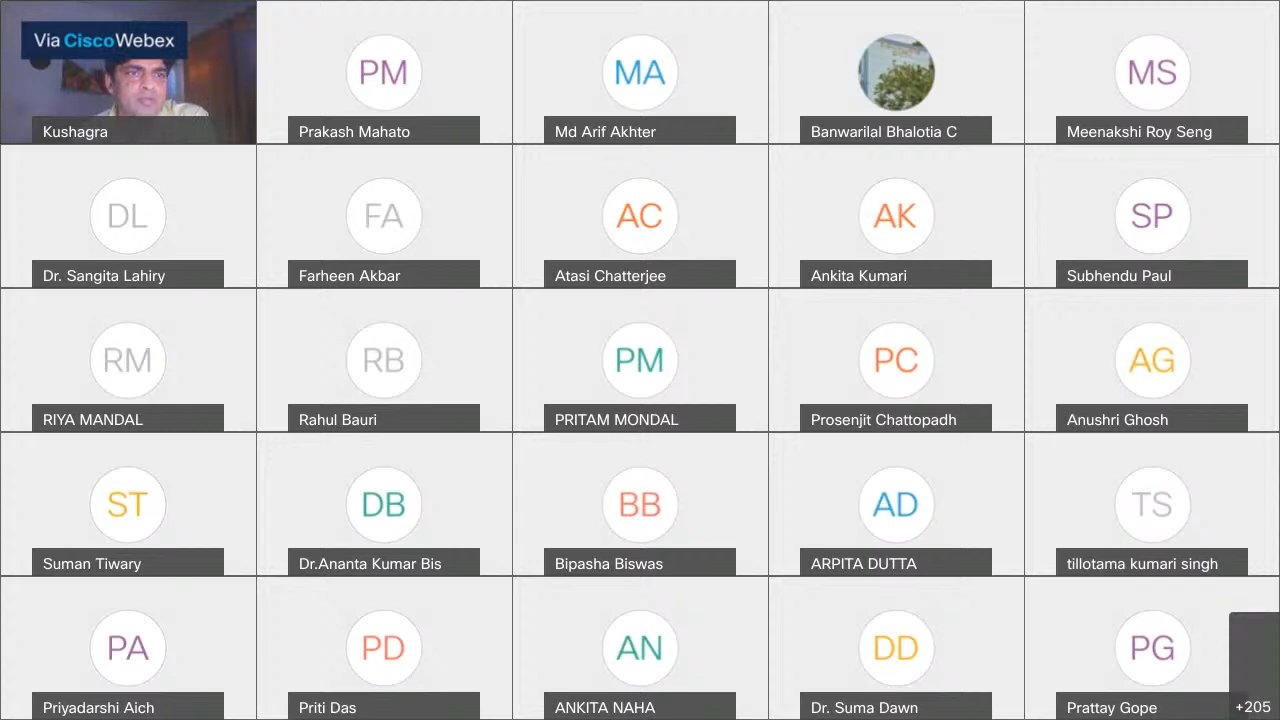 Via Cisco Webex
Kushagra
PM
Prakash Mahato
MA
Md Arif Akhter
Banwarilal Bhalotia C
MS
Meenakshi Roy Seng
DL
Dr. Sangita Lahiry
FA
Farheen Akbar
AC
Atasi Chatterjee
AK
Ankita Kumari
SP
Subhendu Paul
RM
RIYA MANDAL
RB
Rahul Bauri
PM
PRITAM MONDAL
PC
Prosenjit Chattopadh
AG
Anushri Ghosh
ST
Suman Tiwary
DB
Dr.Ananta Kumar Bis
BB
Bipasha Biswas
AD
ARPITA DUTTA
TS
tillotama kumari singh
PA
Priyadarshi Aich
PD
Priti Das
AN
ANKITA NAHA
DD
Dr. Suma Dawn
PG
Prattay Gope
+205